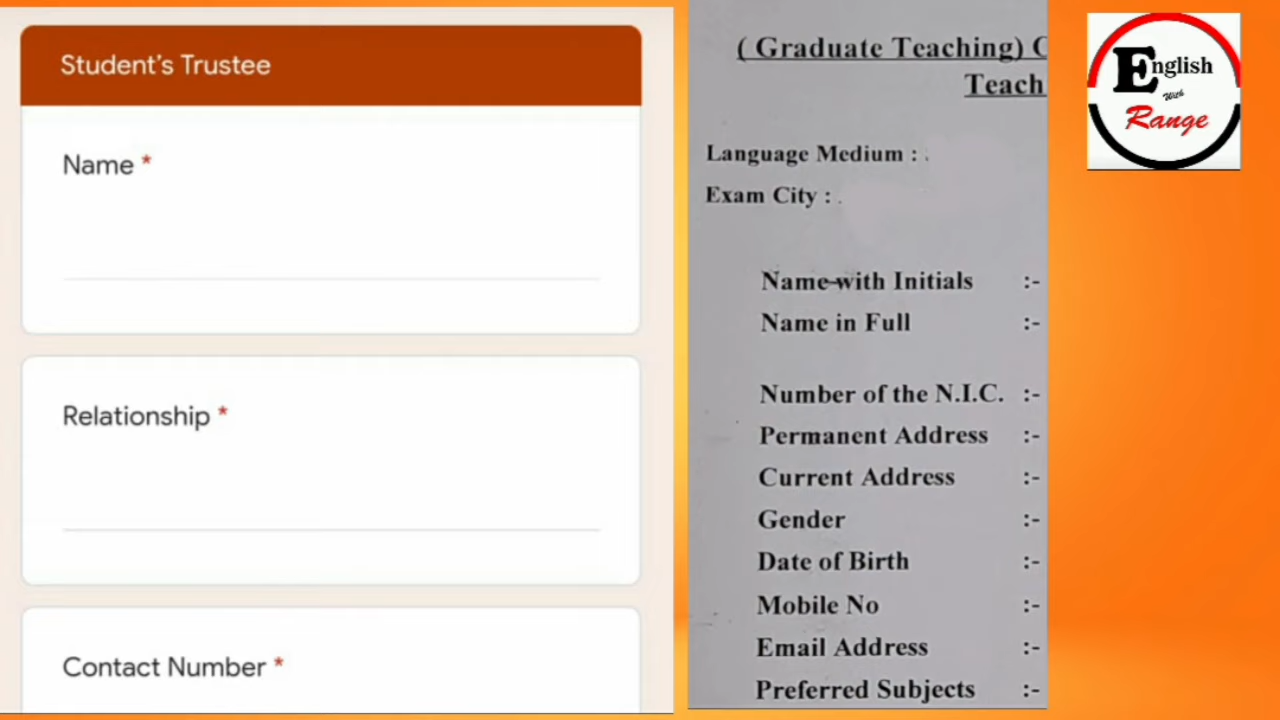 Student's Trustee
Name *
Relationship *
Contact Number *
( Graduate Teaching)
Teach
Language Medium :
Exam City :
Name with Initials :-
Name in Full :-
Number of the N.I.C. :-
Permanent Address :-
Current Address :-
Gender :-
Date of Birth :-
Mobile No :-
Email Address :-
Preferred Subjects :-
English
With
Range